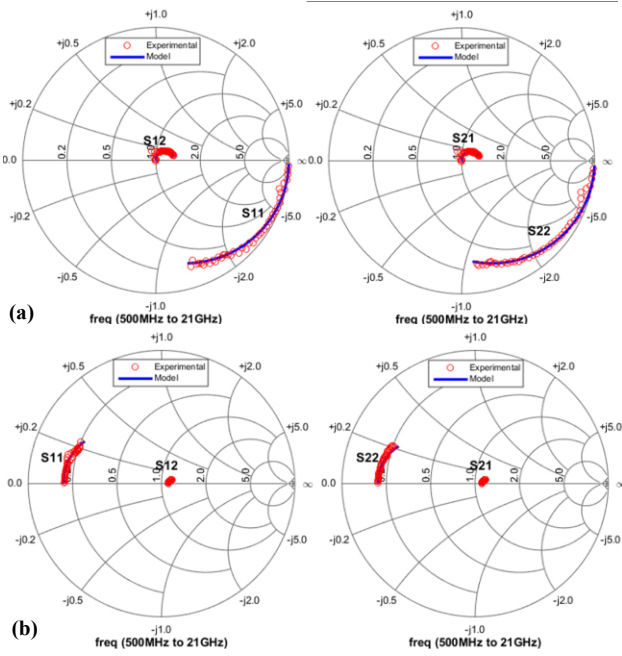 +j1.0
+j1.0
Experimental
Model
Experimental
Model
+j0.5
+j2.0
+j0.5
+j2.0
+j0.2
S12
+j5.0
+j0.2
S21
+j5.0
0.0
0.2
0.5
1.0
2.0
5.0
∞
0.0
0.2
0.5
1.0
2.0
5.0
∞
-j0.2
S11
-j5.0
-j0.2
S22
-j5.0
-j0.5
-j2.0
-j0.5
-j2.0
-j1.0
-j1.0
(a)
freq (500MHz to 21GHz)
freq (500MHz to 21GHz)
+j1.0
+j1.0
Experimental
Model
Experimental
Model
+j0.5
+j2.0
+j0.5
+j2.0
+j0.2
S11
S12
+j5.0
+j0.2
S22
S21
+j5.0
0.0
0.5
1.0
2.0
5.0
∞
0.0
0.5
1.0
2.0
5.0
∞
-j0.2
-j5.0
-j0.2
-j5.0
-j0.5
-j2.0
-j0.5
-j2.0
-j1.0
-j1.0
(b)
freq (500MHz to 21GHz)
freq (500MHz to 21GHz)